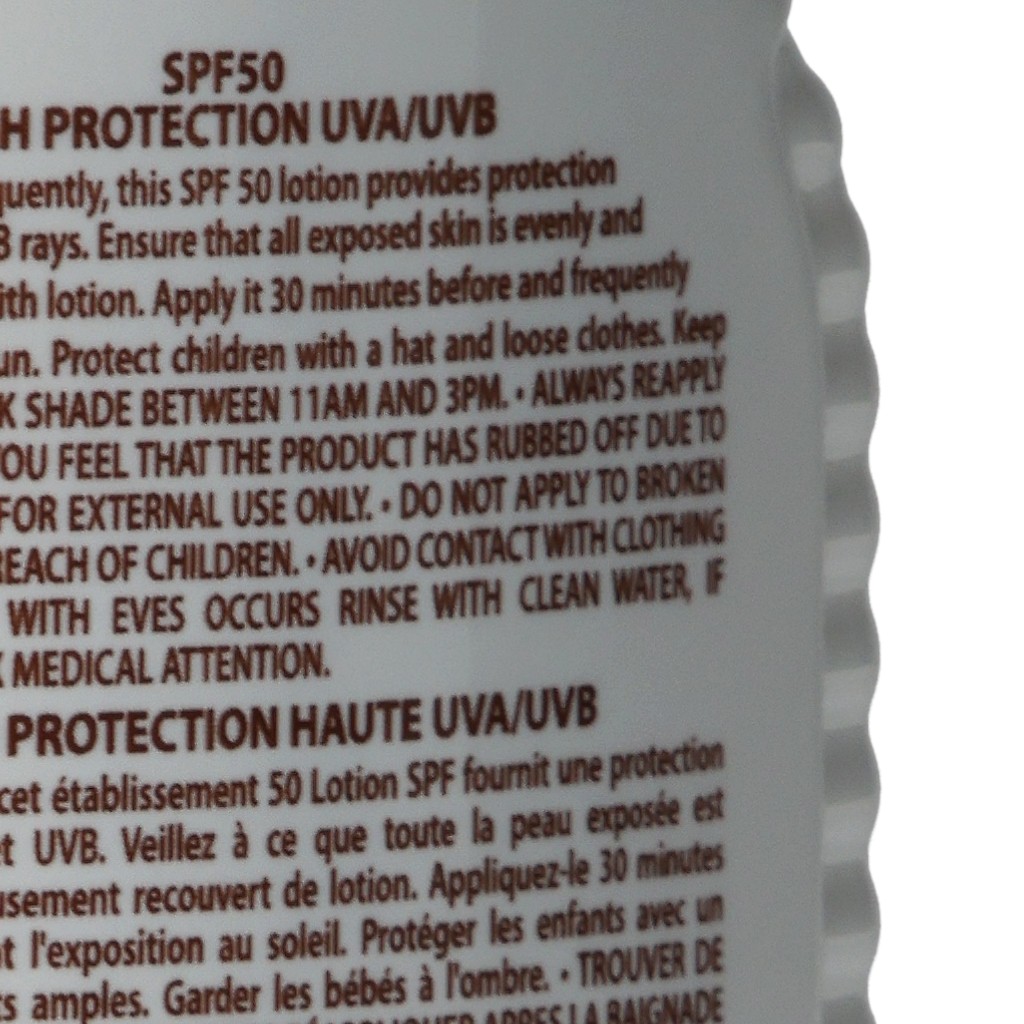 SPF50
H PROTECTION UVA/UVB
quently, this SPF 50 lotion provides protection
B rays. Ensure that all exposed skin is evenly and
ith lotion. Apply it 30 minutes before and frequently
un. Protect children with a hat and loose clothes. Keep
K SHADE BETWEEN 11AM AND 3PM. • ALWAYS REAPPLY
YOU FEEL THAT THE PRODUCT HAS RUBBED OFF DUE TO
FOR EXTERNAL USE ONLY. • DO NOT APPLY TO BROKEN
REACH OF CHILDREN. • AVOID CONTACT WITH CLOTHING
WITH EVES OCCURS RINSE WITH CLEAN WATER, IF
K MEDICAL ATTENTION.
PROTECTION HAUTE UVA/UVB
cet établissement 50 Lotion SPF fournit une protection
et UVB. Veillez à ce que toute la peau exposée est
usement recouvert de lotion. Appliquez-le 30 minutes
t l'exposition au soleil. Protéger les enfants avec un
ts amples. Garder les bébés à l'ombre. • TROUVER DE
APPRES LA BAIGNADE